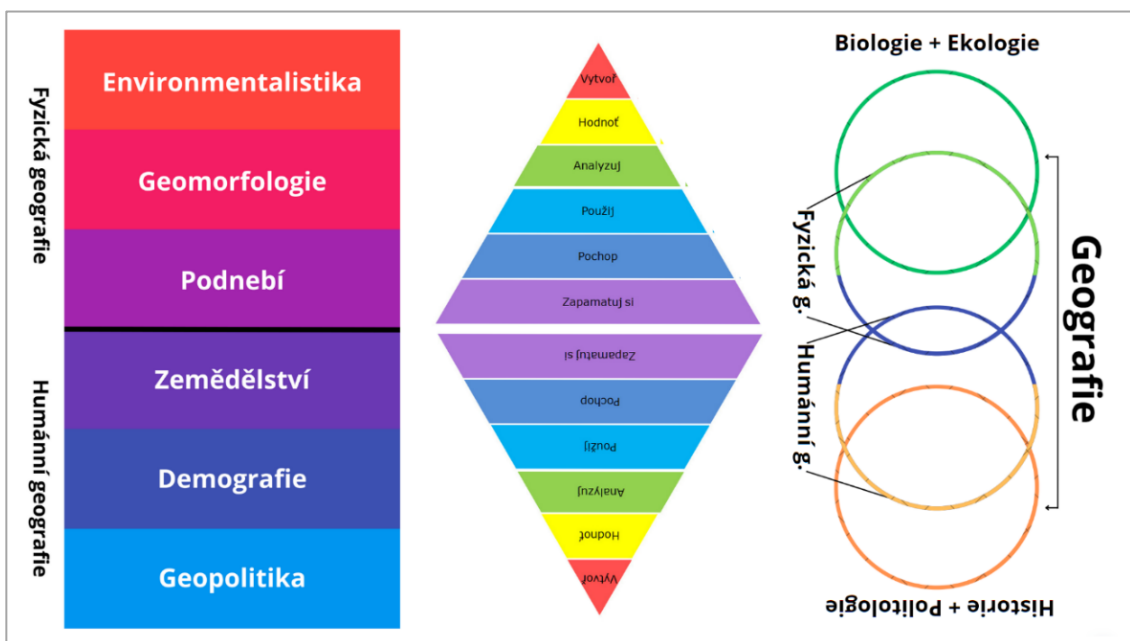 Fyzická geografie
Humánní geografie
Environmentalistika
Geomorfologie
Podnebí
Zemědělství
Demografie
Geopolitika
Vytvoř
Hodnoť
Analyzuj
Použij
Pochop
Zapamatuj si
Zapamatuj si
Pochop
Použij
Analyzuj
Hodnoť
Vytvoř
Biologie + Ekologie
Fyzická g.
Humánní g.
Geografie
Historie + Politologie